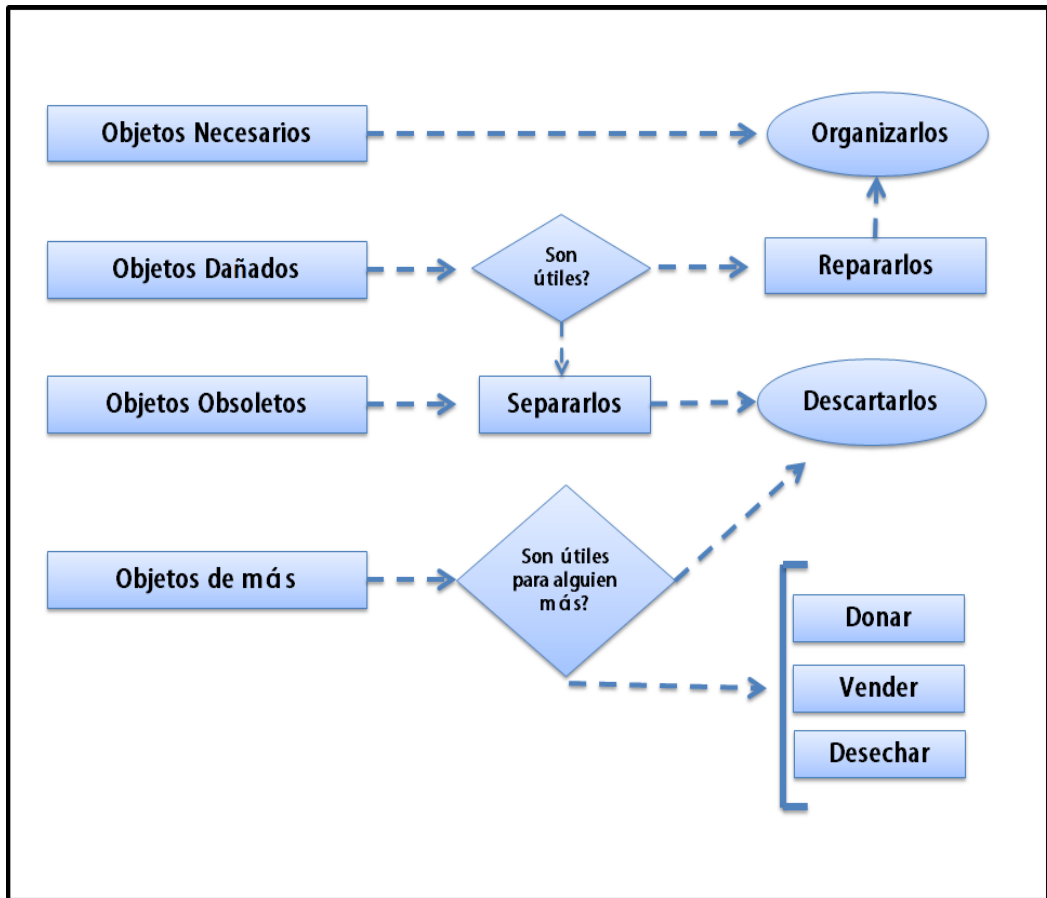 Objetos Necesarios
Organizarlos
Objetos Dañados
Son
útiles?
Repararlos
Objetos Obsoletos
Separarlos
Descartarlos
Objetos de más
Son útiles
para alguien
más?
Donar
Vender
Desechar